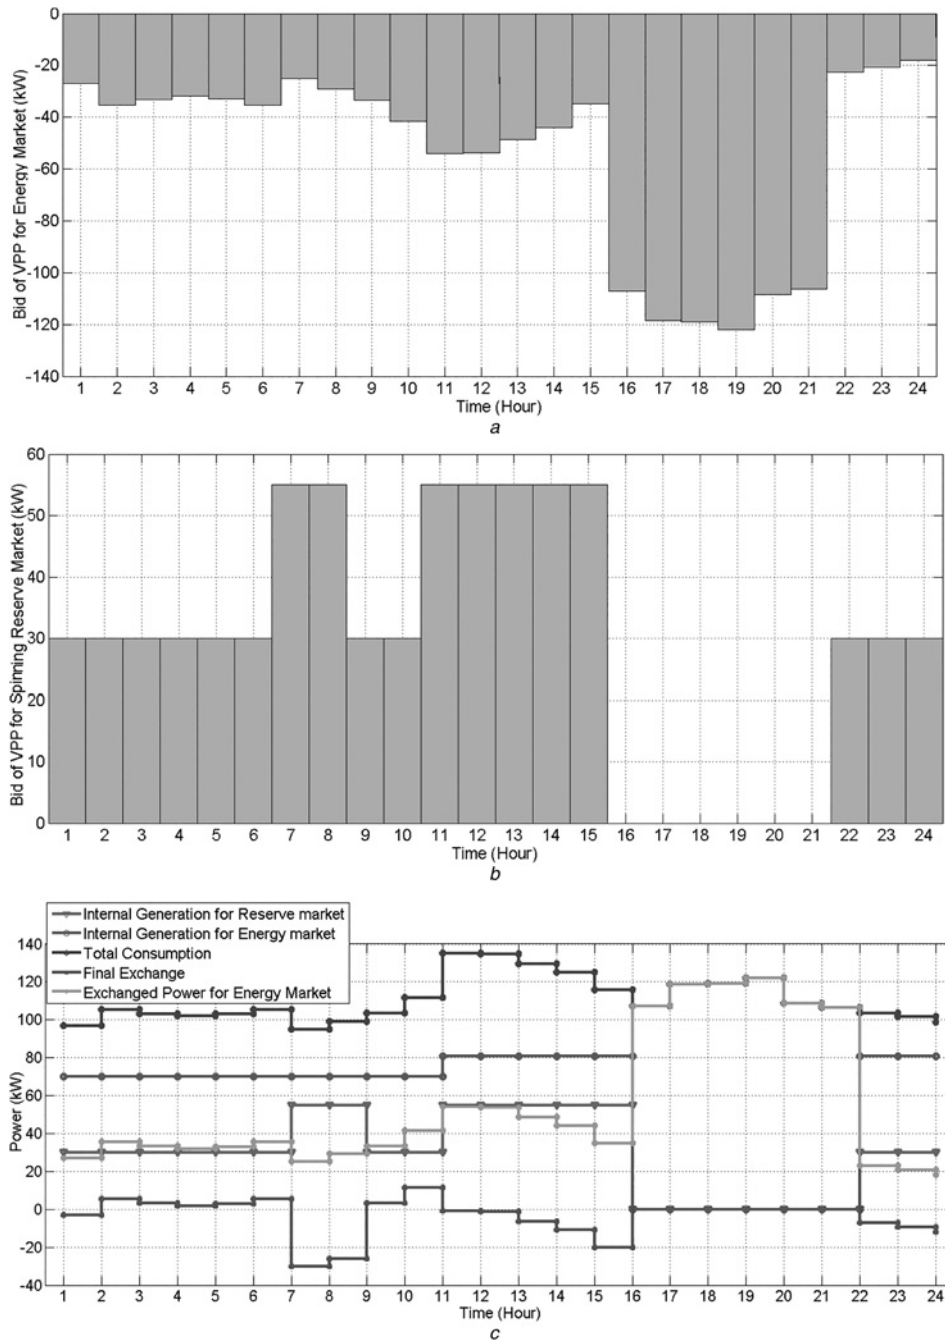 0
-20
-40
-60
-80
-100
-120
-140
Bid of VPP for Energy Market (kW)
1 2 3 4 5 6 7 8 9 10 11 12 13 14 15 16 17 18 19 20 21 22 23 24
Time (Hour)
a
60
50
40
30
20
10
0
Bid of VPP for Spinning Reserve Market (kW)
1 2 3 4 5 6 7 8 9 10 11 12 13 14 15 16 17 18 19 20 21 22 23 24
Time (Hour)
b
Internal Generation for Reserve market
Internal Generation for Energy market
Total Consumption
Final Exchange
Exchanged Power for Energy Market
140
120
100
80
60
40
20
0
-20
-40
Power (kW)
1 2 3 4 5 6 7 8 9 10 11 12 13 14 15 16 17 18 19 20 21 22 23 24
Time (Hour)
c